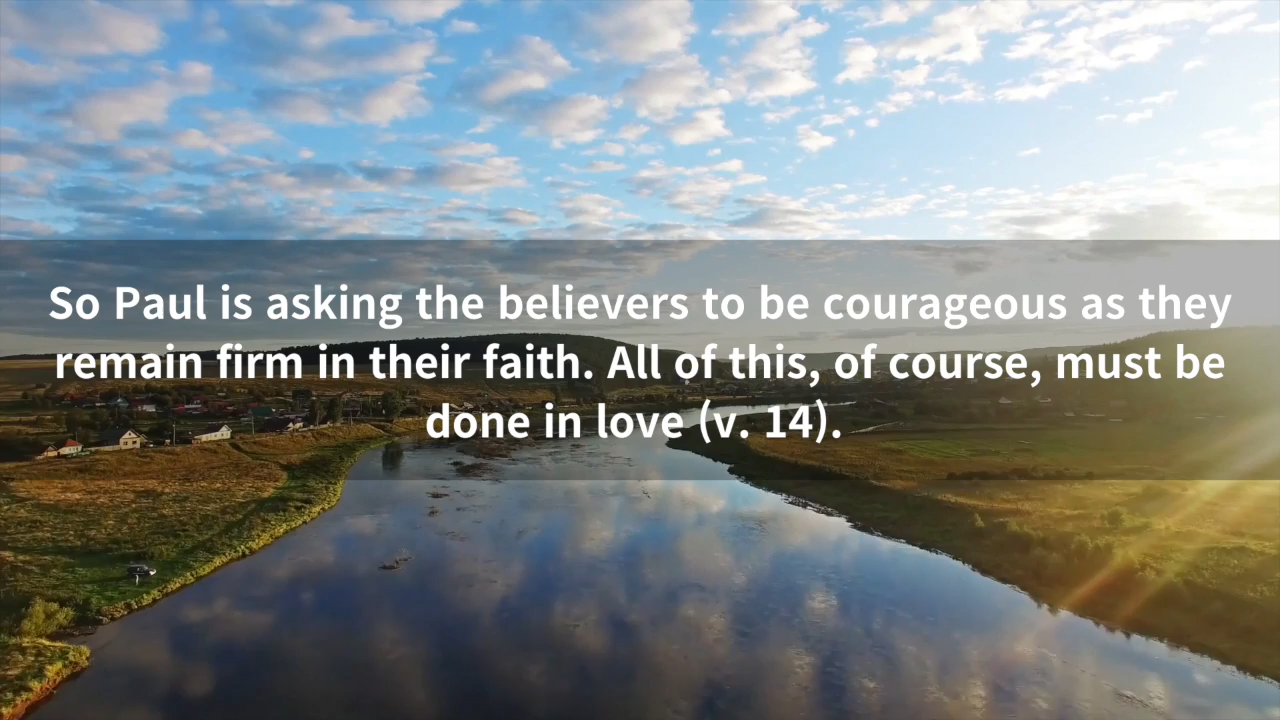 So Paul is asking the believers to be courageous as they
remain firm in their faith. All of this, of course, must be
done in love (v. 14).